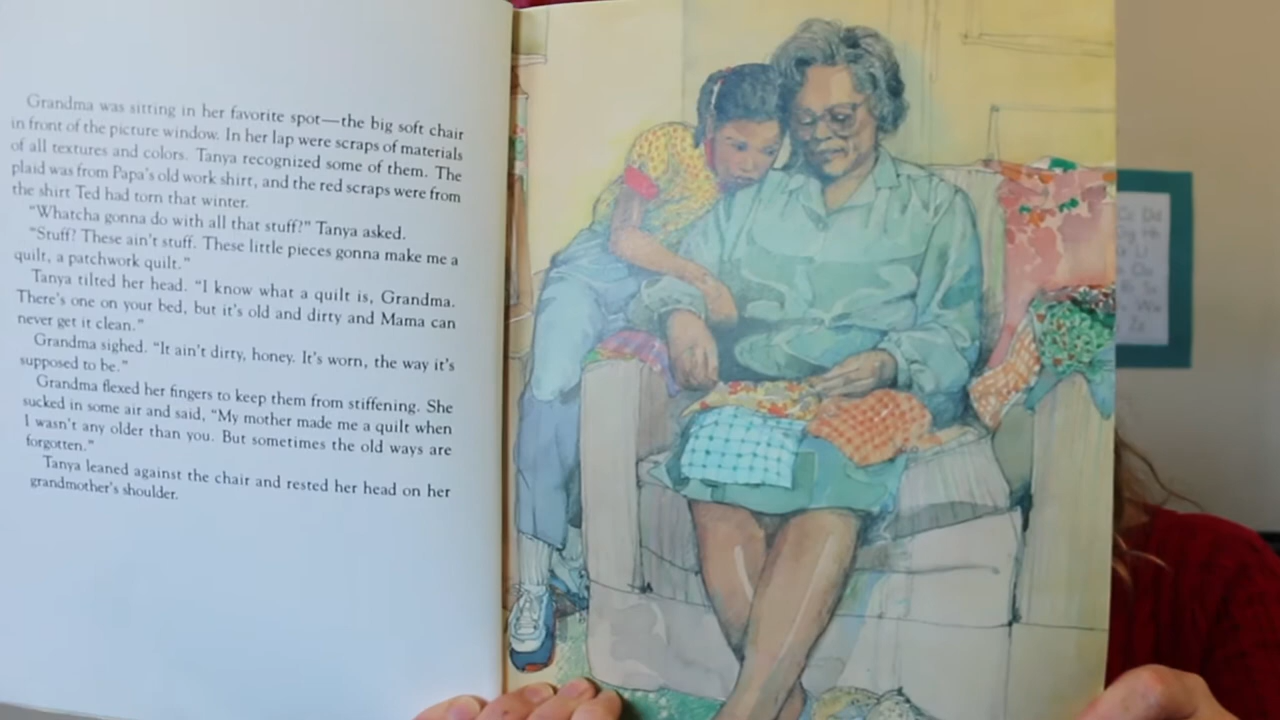 Grandma was sitting in her favorite spot—the big soft chair
in front of the picture window. In her lap were scraps of materials
of all textures and colors. Tanya recognized some of them. The
plaid was from Papa's old work shirt, and the red scraps were from
the shirt Ted had torn that winter.
"Whatcha gonna do with all that stuff?" Tanya asked.
"Stuff? These ain't stuff. These little pieces gonna make me a
quilt, a patchwork quilt."
Tanya tilted her head. "I know what a quilt is, Grandma.
There's one on your bed, but it's old and dirty and Mama can
never get it clean."
Grandma sighed. "It ain't dirty, honey. It's worn, the way it's
supposed to be."
Grandma flexed her fingers to keep them from stiffening. She
sucked in some air and said, "My mother made me a quilt when
I wasn't any older than you. But sometimes the old ways are
forgotten."
Tanya leaned against the chair and rested her head on her
grandmother's shoulder.
Cc Dd